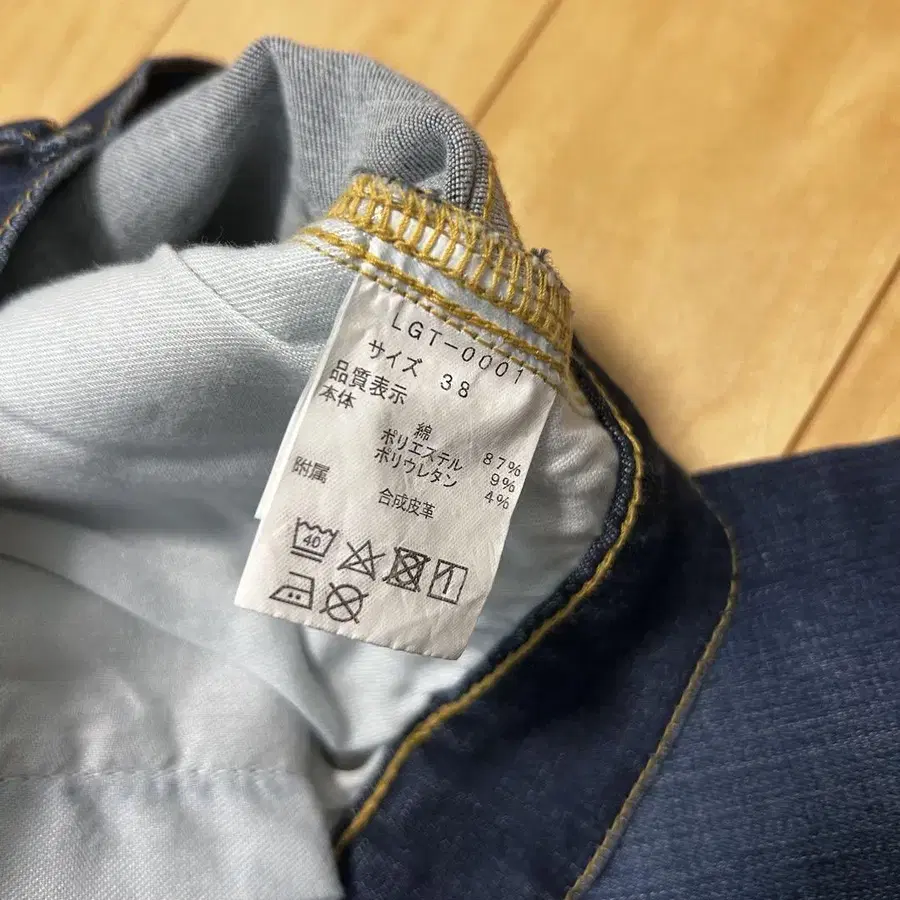 LGT-0001
サイズ 38
品質表示
本体
綿 87%
ポリエステル 9%
ポリウレタン 4%
附属 合成皮革
40